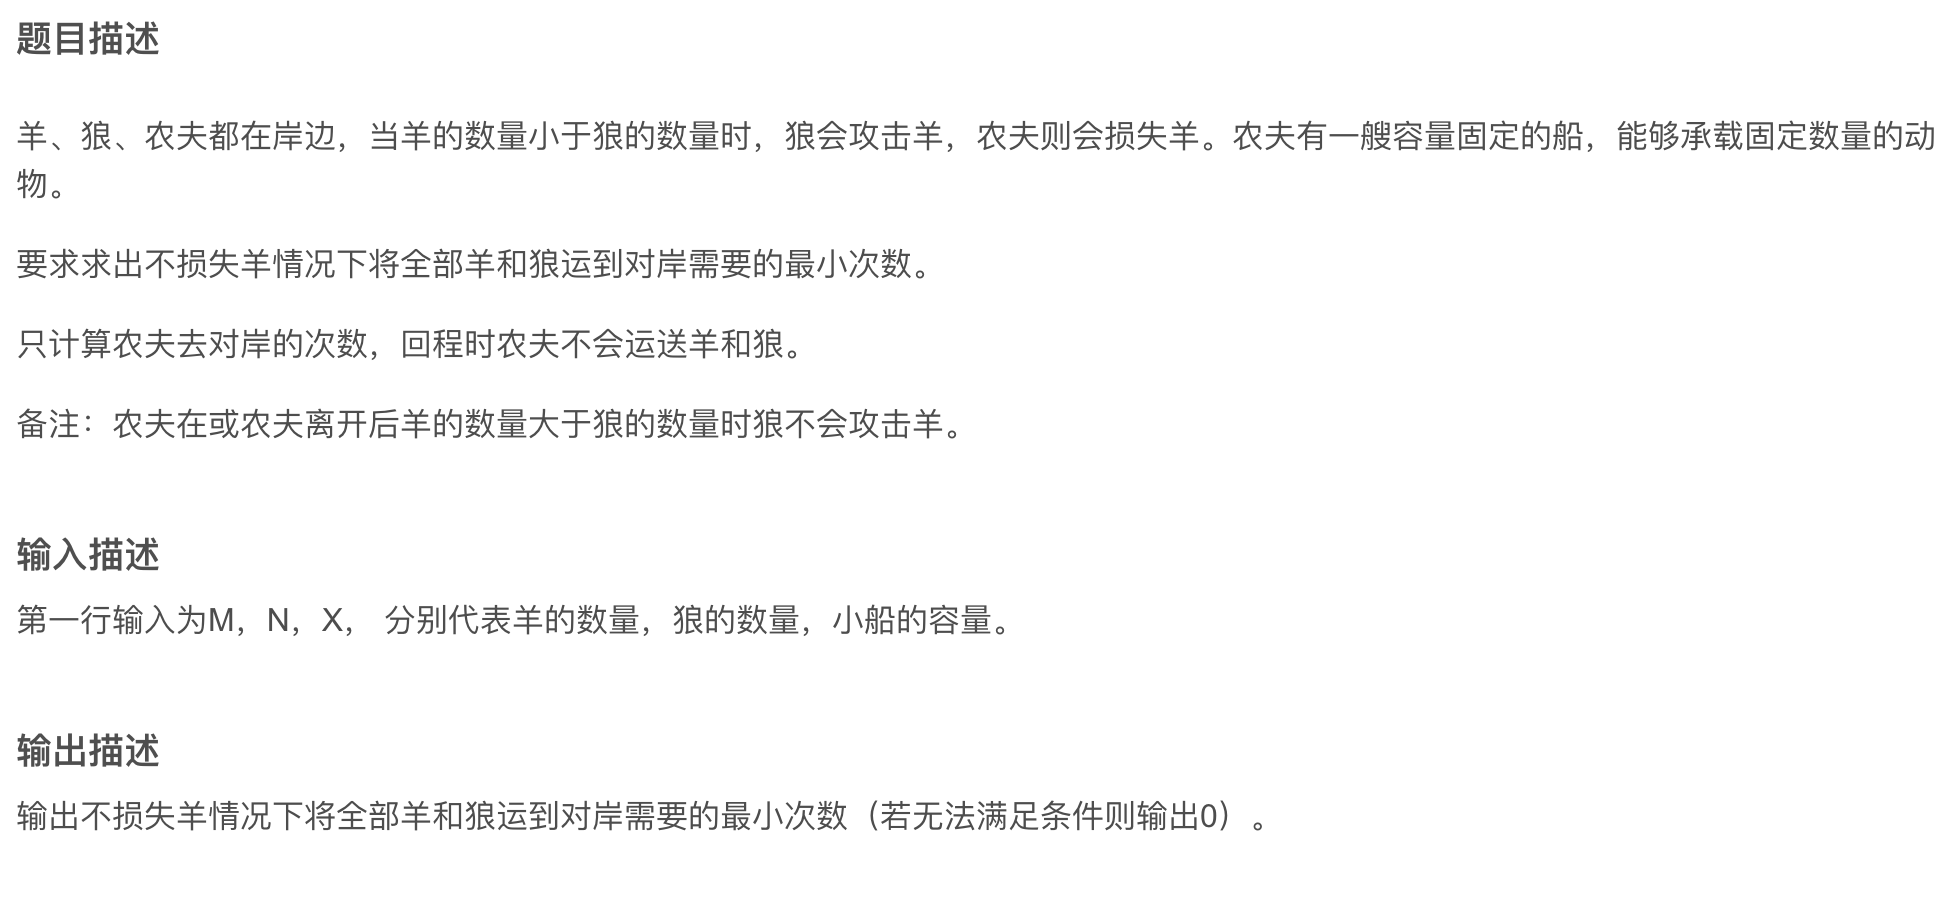 题目描述
羊、狼、农夫都在岸边，当羊的数量小于狼的数量时，狼会攻击羊，农夫则会损失羊。农夫有一艘容量固定的船，能够承载固定数量的动
物。
要求求出不损失羊情况下将全部羊和狼运到对岸需要的最小次数。
只计算农夫去对岸的次数，回程时农夫不会运送羊和狼。
备注：农夫在或农夫离开后羊的数量大于狼的数量时狼不会攻击羊。
输入描述
第一行输入为M，N，X， 分别代表羊的数量，狼的数量，小船的容量。
输出描述
输出不损失羊情况下将全部羊和狼运到对岸需要的最小次数（若无法满足条件则输出0）。